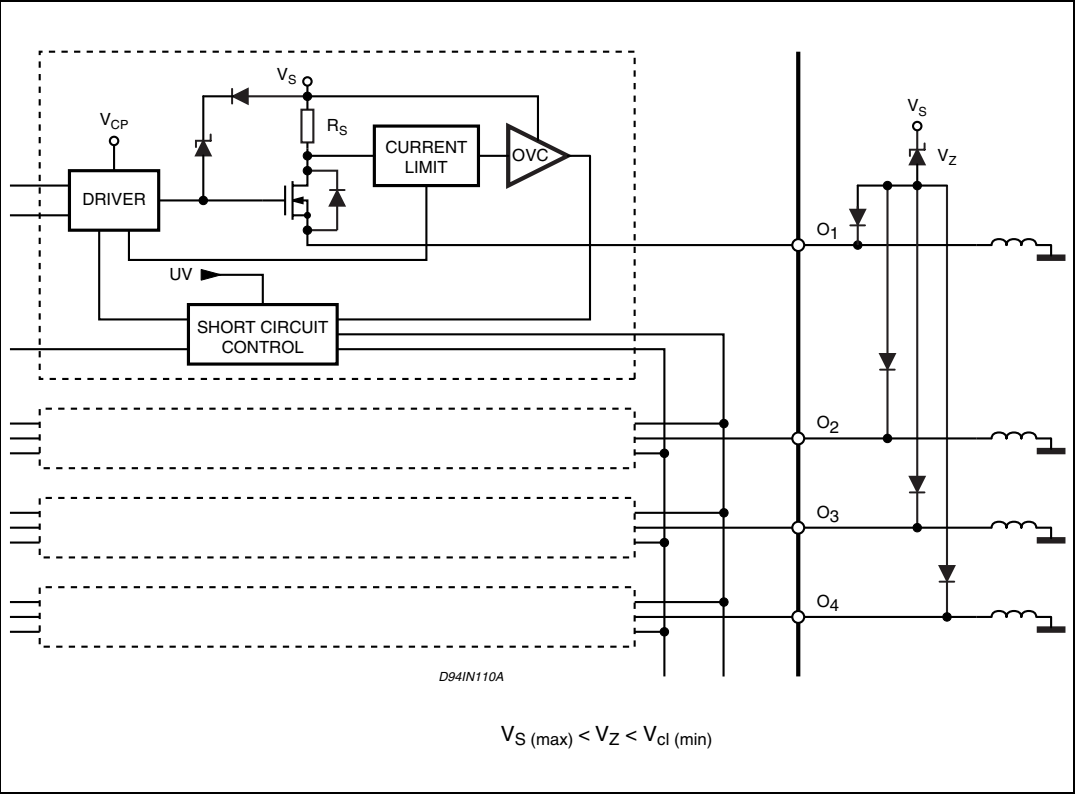 V_S
V_CP
R_S
CURRENT
LIMIT
OVC
DRIVER
UV
SHORT CIRCUIT
CONTROL
V_S
V_Z
O_1
O_2
O_3
O_4
D94IN110A
V_S (max) < V_Z < V_cl (min)